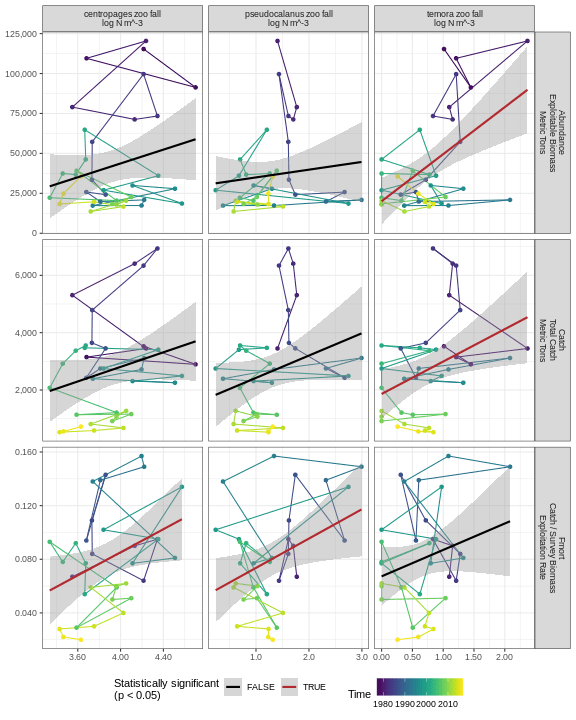 centropages zoo fall
log N m^-3
pseudocalanus zoo fall
log N m^-3
temora zoo fall
log N m^-3
125,000
100,000
75,000
50,000
25,000
0
Abundance
Exploitable Biomass
Metric Tons
6,000
4,000
2,000
Catch
Total Catch
Metric Tons
0.160
0.120
0.080
0.040
Fmort
Catch / Survey Biomass
Exploitation Rate
3.60 4.00 4.40
1.0 2.0 3.0
0.00 0.50 1.00 1.50 2.00
Statistically significant
(p < 0.05)
FALSE
TRUE
Time
1980 1990 2000 2010